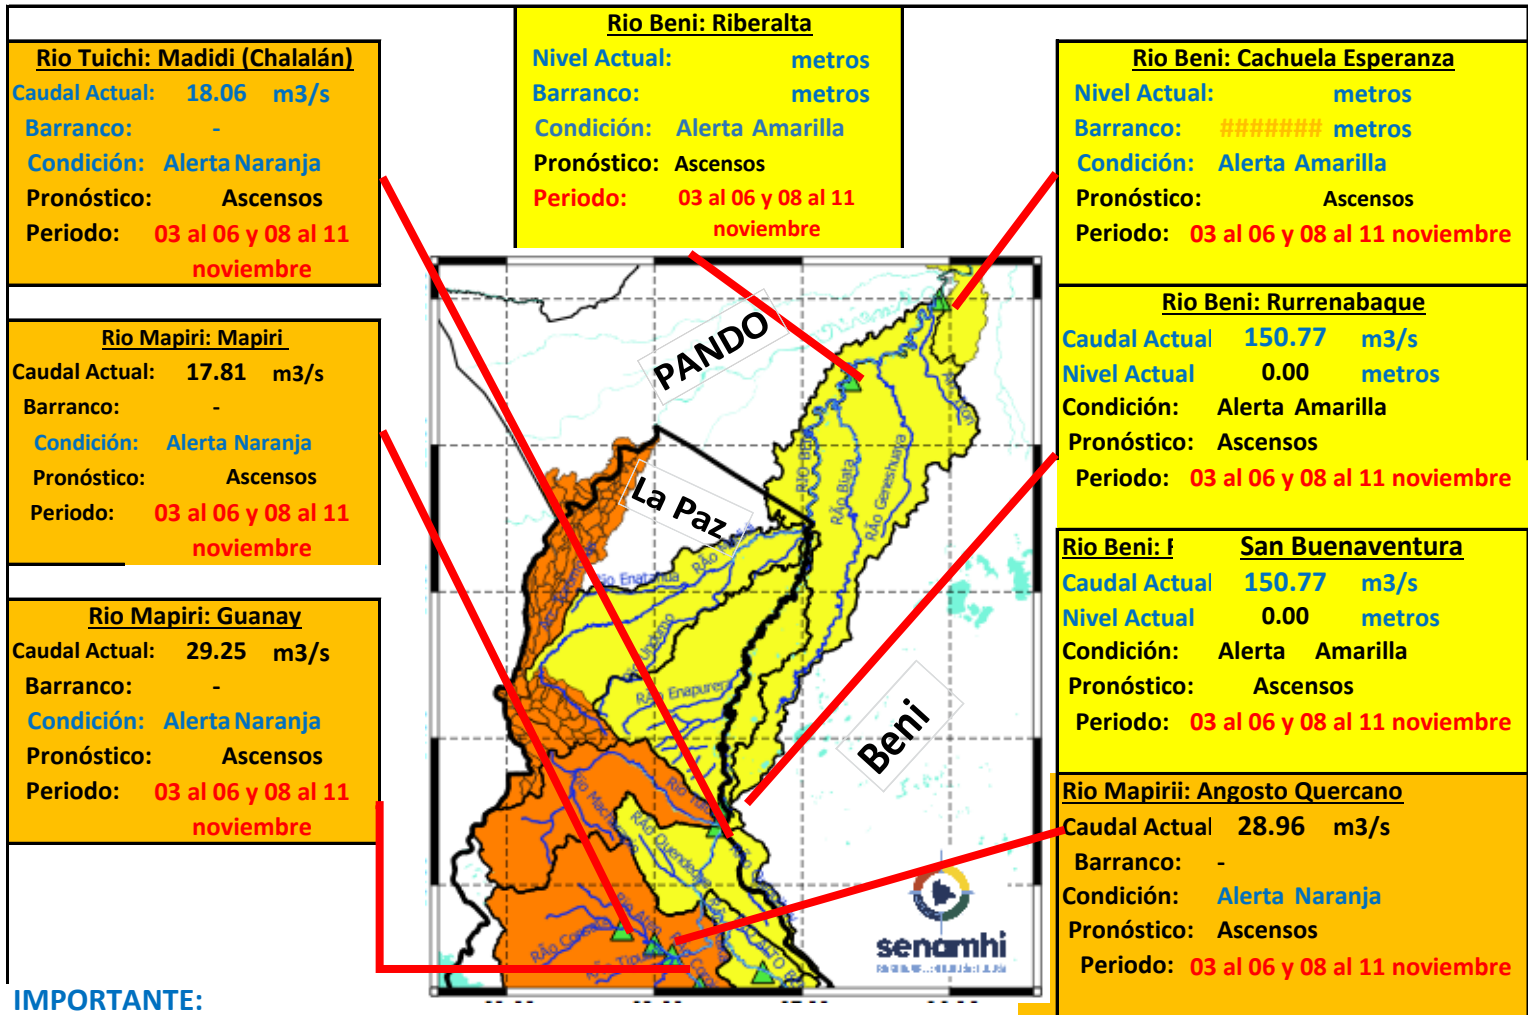 Rio Tuichi: Madidi (Chalalán)
Caudal Actual: 18.06 m3/s
Barranco: -
Condición: Alerta Naranja
Pronóstico: Ascensos
Periodo: 03 al 06 y 08 al 11
noviembre
Rio Mapiri: Mapiri
Caudal Actual: 17.81 m3/s
Barranco: -
Condición: Alerta Naranja
Pronóstico: Ascensos
Periodo: 03 al 06 y 08 al 11
noviembre
Rio Mapiri: Guanay
Caudal Actual: 29.25 m3/s
Barranco: -
Condición: Alerta Naranja
Pronóstico: Ascensos
Periodo: 03 al 06 y 08 al 11
noviembre
IMPORTANTE:
Rio Beni: Riberalta
Nivel Actual: metros
Barranco: metros
Condición: Alerta Amarilla
Pronóstico: Ascensos
Periodo: 03 al 06 y 08 al 11
noviembre
PANDO
La Paz
Beni
RÃo Biata
RÃo Geneshuaya
RÃo Enapurera
RÃo Quendeque
senamhi
Rio Beni: Cachuela Esperanza
Nivel Actual: metros
Barranco: ####### metros
Condición: Alerta Amarilla
Pronóstico: Ascensos
Periodo: 03 al 06 y 08 al 11 noviembre
Rio Beni: Rurrenabaque
Caudal Actual 150.77 m3/s
Nivel Actual 0.00 metros
Condición: Alerta Amarilla
Pronóstico: Ascensos
Periodo: 03 al 06 y 08 al 11 noviembre
Rio Beni: San Buenaventura
Caudal Actual 150.77 m3/s
Nivel Actual 0.00 metros
Condición: Alerta Amarilla
Pronóstico: Ascensos
Periodo: 03 al 06 y 08 al 11 noviembre
Rio Mapirii: Angosto Quercano
Caudal Actual 28.96 m3/s
Barranco: -
Condición: Alerta Naranja
Pronóstico: Ascensos
Periodo: 03 al 06 y 08 al 11 noviembre